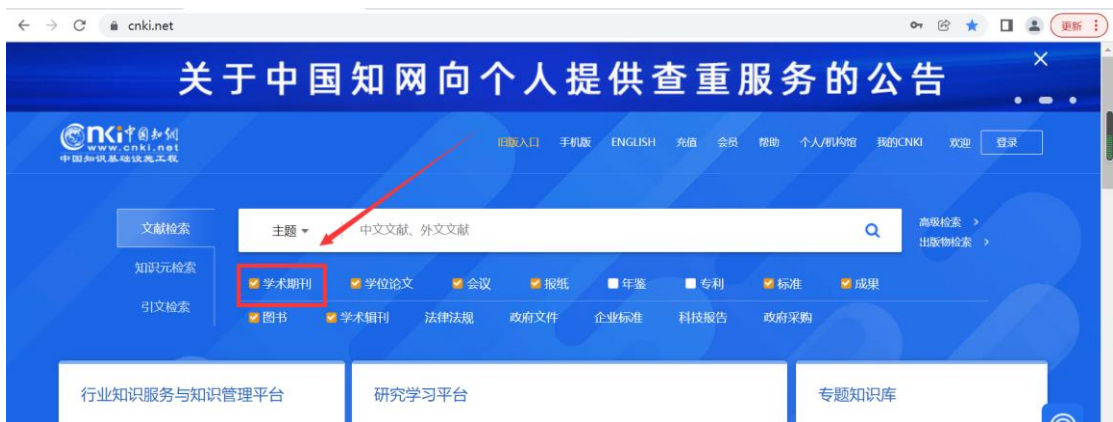 cnki.net
更新
关于中国知网向个人提供查重服务的公告
cnki中国知网
www.cnki.net
中国知识基础设施工程
旧版入口 手机版 ENGLISH 充值 会员 帮助 个人/机构馆 我的CNKI 欢迎 登录
文献检索 主题 中文文献、外文文献 高级检索 >
出版物检索 >
知识元检索
学术期刊 学位论文 会议 报纸 年鉴 专利 标准 成果
引文检索
图书 学术辑刊 法律法规 政府文件 企业标准 科技报告 政府采购
行业知识服务与知识管理平台 研究学习平台 专题知识库